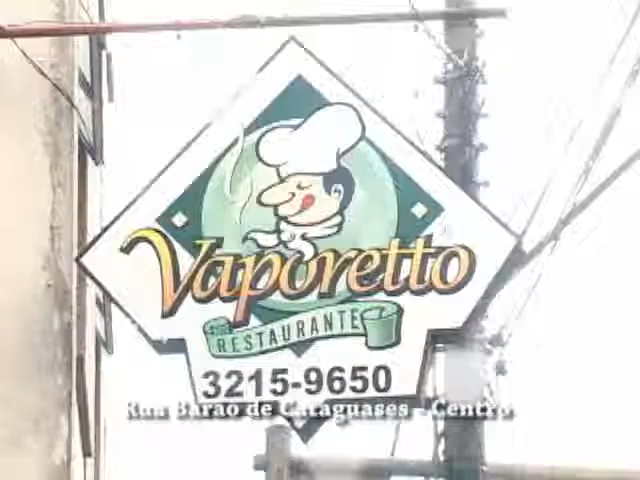 Vaporetto
RESTAURANTE
3215-9650
Rua Barão de Cataguases - Centro